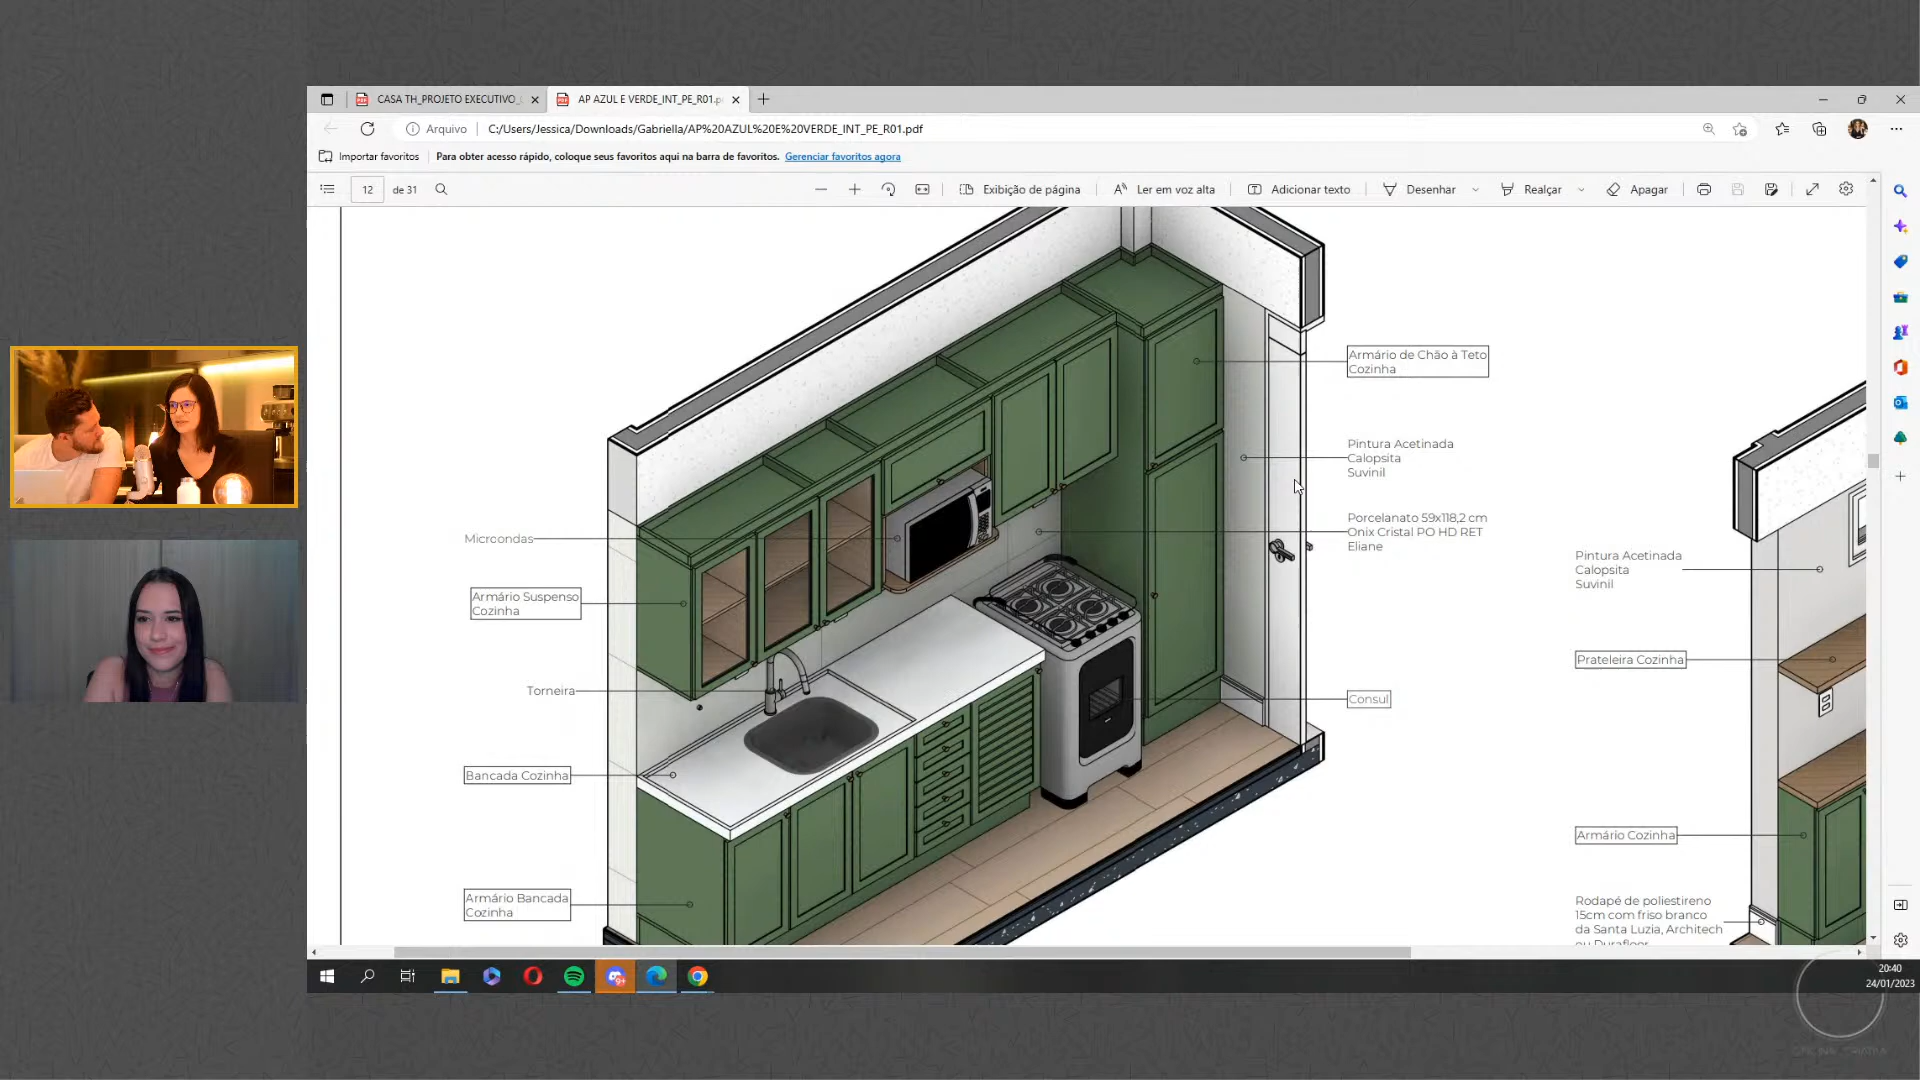 CASA TH_PROJETO EXECUTIVO_
AP AZUL E VERDE_INT_PE_R01.p
Arquivo
C:/Users/Jessica/Downloads/Gabriella/AP%20AZUL%20E%20VERDE_INT_PE_R01.pdf
Importar favoritos
Para obter acesso rápido, coloque seus favoritos aqui na barra de favoritos. Gerenciar favoritos agora
12 de 31
Exibição de página
Ler em voz alta
Adicionar texto
Desenhar
Realçar
Apagar
Armário de Chão à Teto
Cozinha
Pintura Acetinada
Calopsita
Suvinil
Porcelanato 59x118,2 cm
Onix Cristal PO HD RET
Eliane
Consul
Microondas
Armário Suspenso
Cozinha
Torneira
Bancada Cozinha
Armário Bancada
Cozinha
Pintura Acetinada
Calopsita
Suvinil
Prateleira Cozinha
Armário Cozinha
Rodapé de poliestireno
15cm com friso branco
da Santa Luzia, Architech
ou Durafloor
9+
20:40
24/01/2023